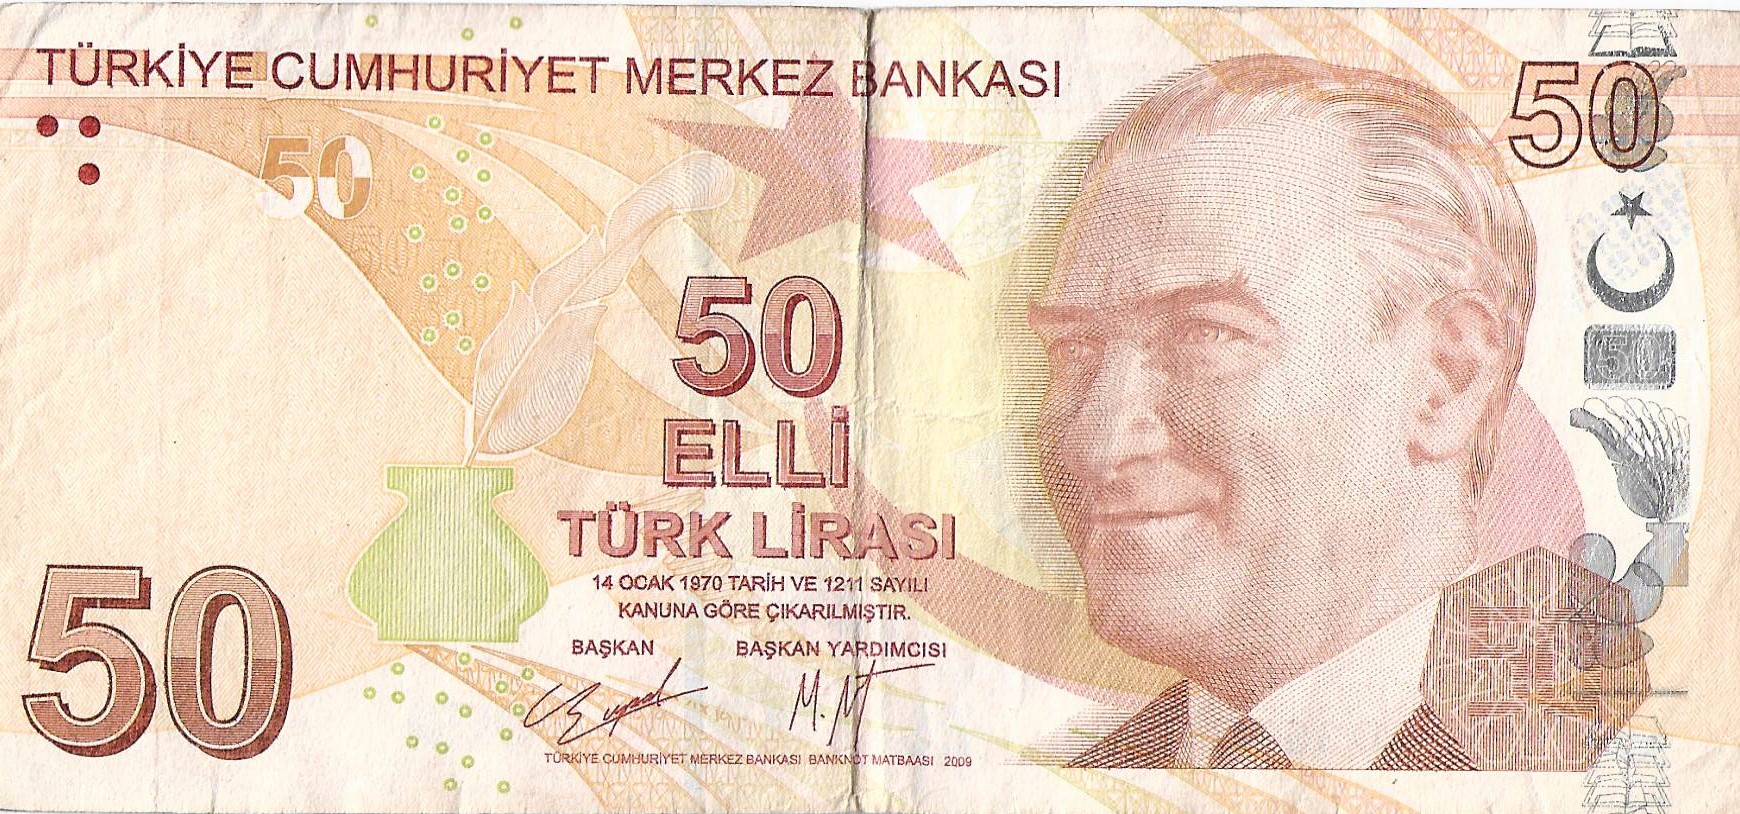 TÜRKİYE CUMHURİYET MERKEZ BANKASI
50
50
50
50
ELLİ
TÜRK LİRASI
14 OCAK 1970 TARİH VE 1211 SAYILI
KANUNA GÖRE ÇIKARILMIŞTIR.
BAŞKAN BAŞKAN YARDIMCISI
50
50
TÜRKİYE CUMHURİYET MERKEZ BANKASI BANKNOT MATBAASI 2009